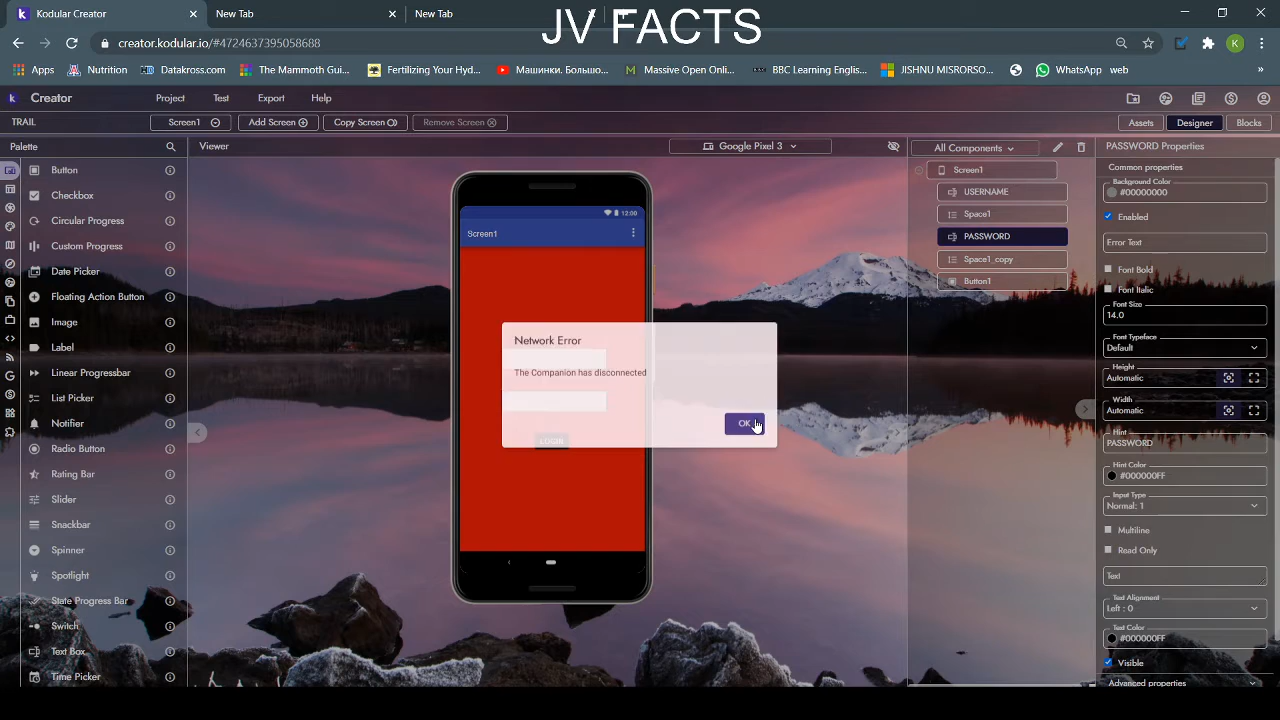 JV FACTS
Kodular Creator
New Tab
New Tab
creator.kodular.io/#4724637395058688
K
Apps
Nutrition
Datakoss.com
The Mammoth Gui...
Fertilizing Your Hyd...
Машинки. Большо...
Massive Open Onli...
BBC Learning Englis...
JISHNU MISRORSO...
WhatsApp web
Creator
Project
Test
Export
Help
TRAIL
Screen1
Add Screen
Copy Screen
Remove Screen
Assets
Designer
Blocks
Palette
Button
Checkbox
Circular Progress
Custom Progress
Date Picker
Floating Action Button
Image
Label
Linear Progressbar
List Picker
Notifier
Radio Button
Rating Bar
Slider
Snackbar
Spinner
Spotlight
State Progress Bar
Switch
Text Box
Time Picker
Viewer
Google Pixel 3
12:00
Screen1
Network Error
The Companion has disconnected
OK
LOGIN
All Components
Screen1
USERNAME
Space1
PASSWORD
Space1_copy
Button1
PASSWORD Properties
Common properties
Background Color
#00000000
Enabled
Error Text
Font Bold
Font Italic
Font Size
14.0
Font Typeface
Default
Height
Automatic
Width
Automatic
Hint
PASSWORD
Hint Color
#000000FF
Input Type
Normal: 1
Multiline
Read Only
Text
Text Alignment
Left : 0
Text Color
#000000FF
Visible
Advanced properties